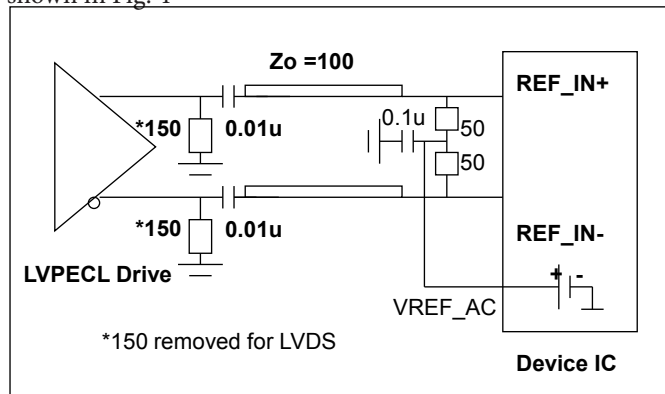 shown in Fig. 4
Zo =100
REF_IN+
0.1u
*150
0.01u
50
50
*150
0.01u
REF_IN-
LVPECL Drive
+ -
VREF_AC
*150 removed for LVDS
Device IC